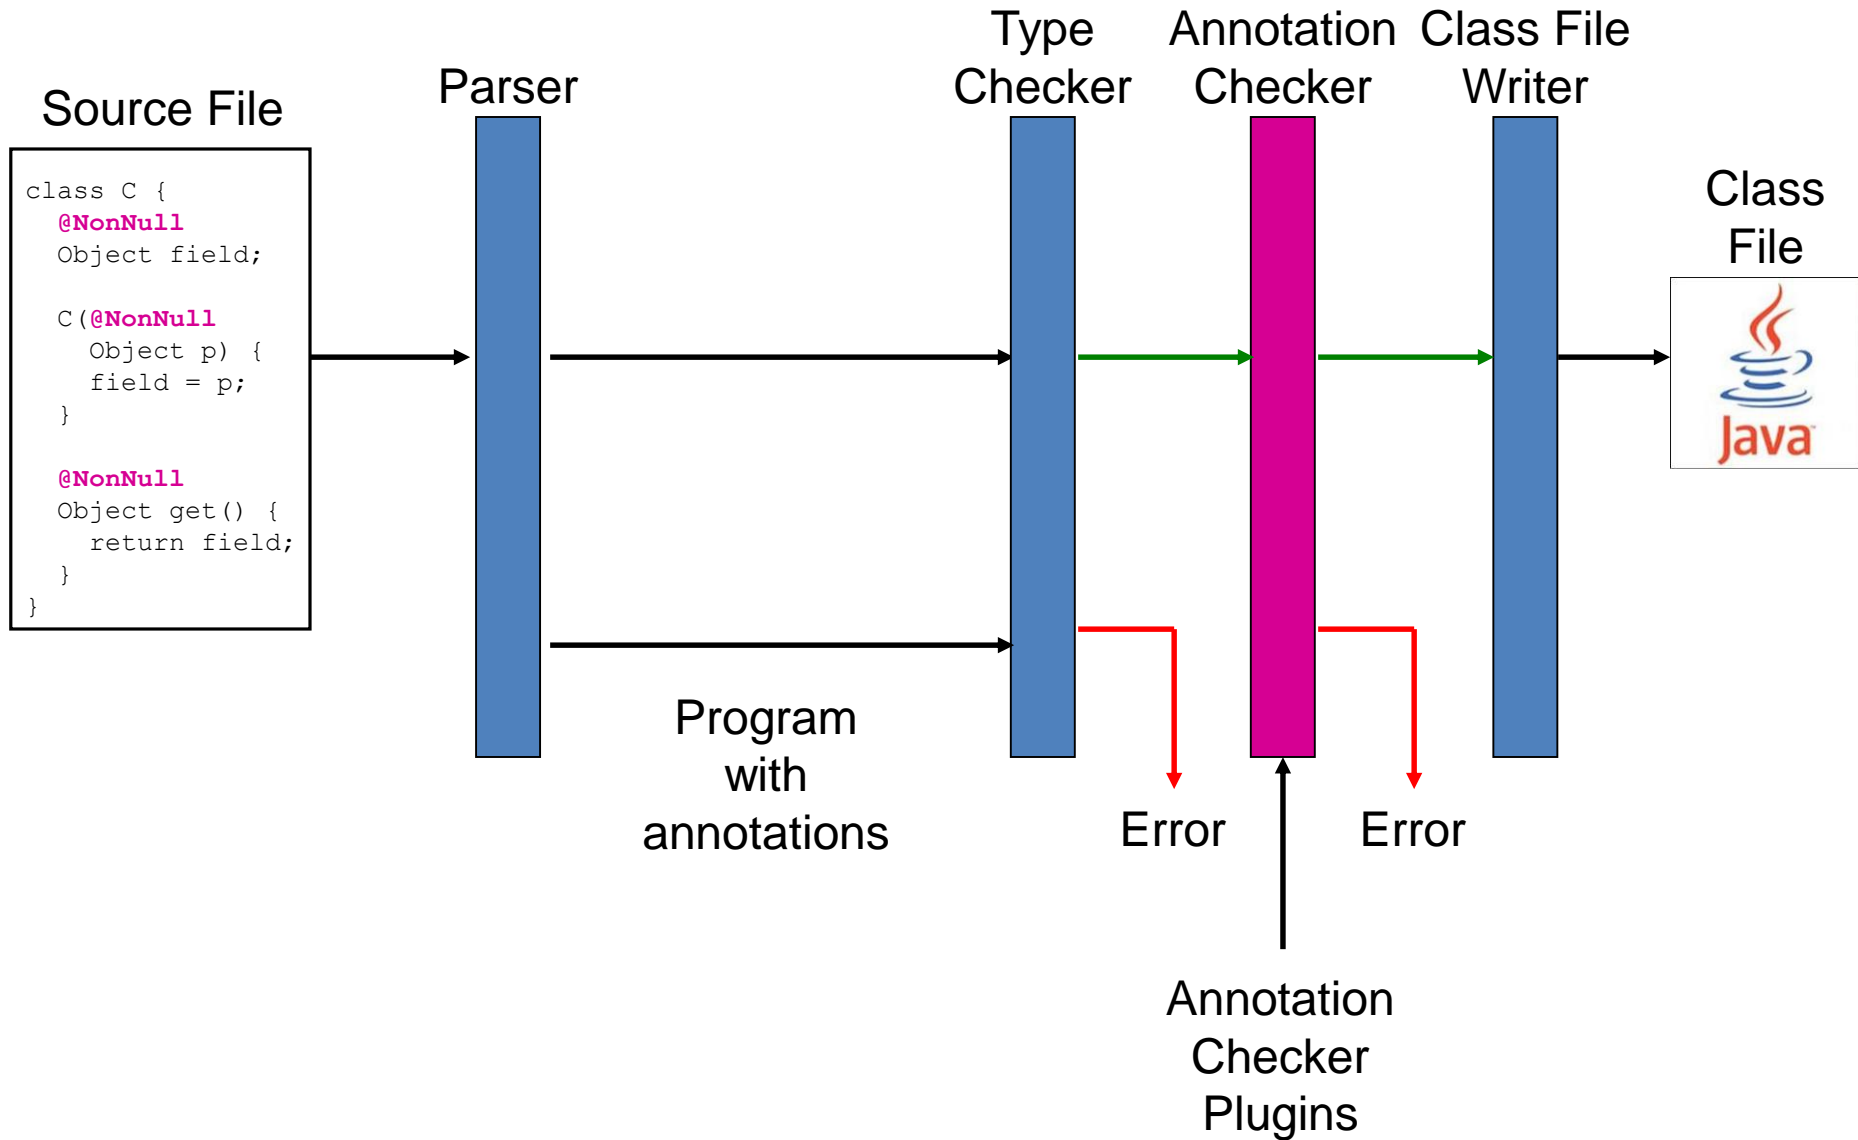 Source File
class C {
@NonNull
Object field;
C(@NonNull
Object p) {
field = p;
}
@NonNull
Object get() {
return field;
}
}
Parser
Program
with
annotations
Type
Checker
Error
Annotation
Checker
Error
Annotation
Checker
Plugins
Class File
Writer
Class
File
Java™